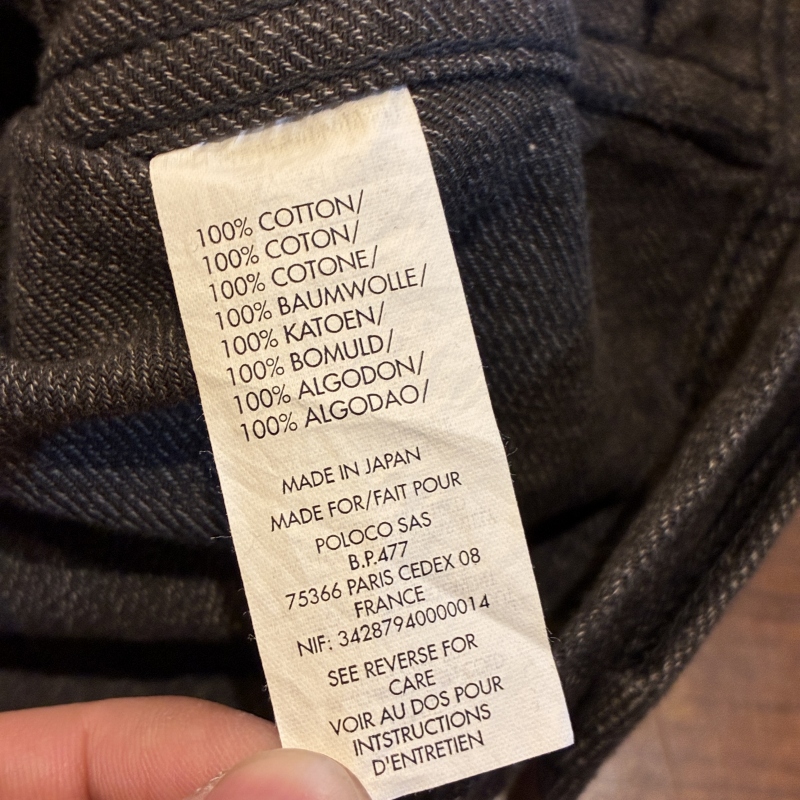 100% COTTON/
100% COTON/
100% COTONE/
100% BAUMWOLLE/
100% KATOEN/
100% BOMULD/
100% ALGODON/
100% ALGODAO/
MADE IN JAPAN
MADE FOR/FAIT POUR
POLOCO SAS
B.P.477
75366 PARIS CEDEX 08
FRANCE
NIF: 34287940000014
SEE REVERSE FOR
CARE
VOIR AU DOS POUR
INTSTRUCTIONS
D'ENTRETIEN